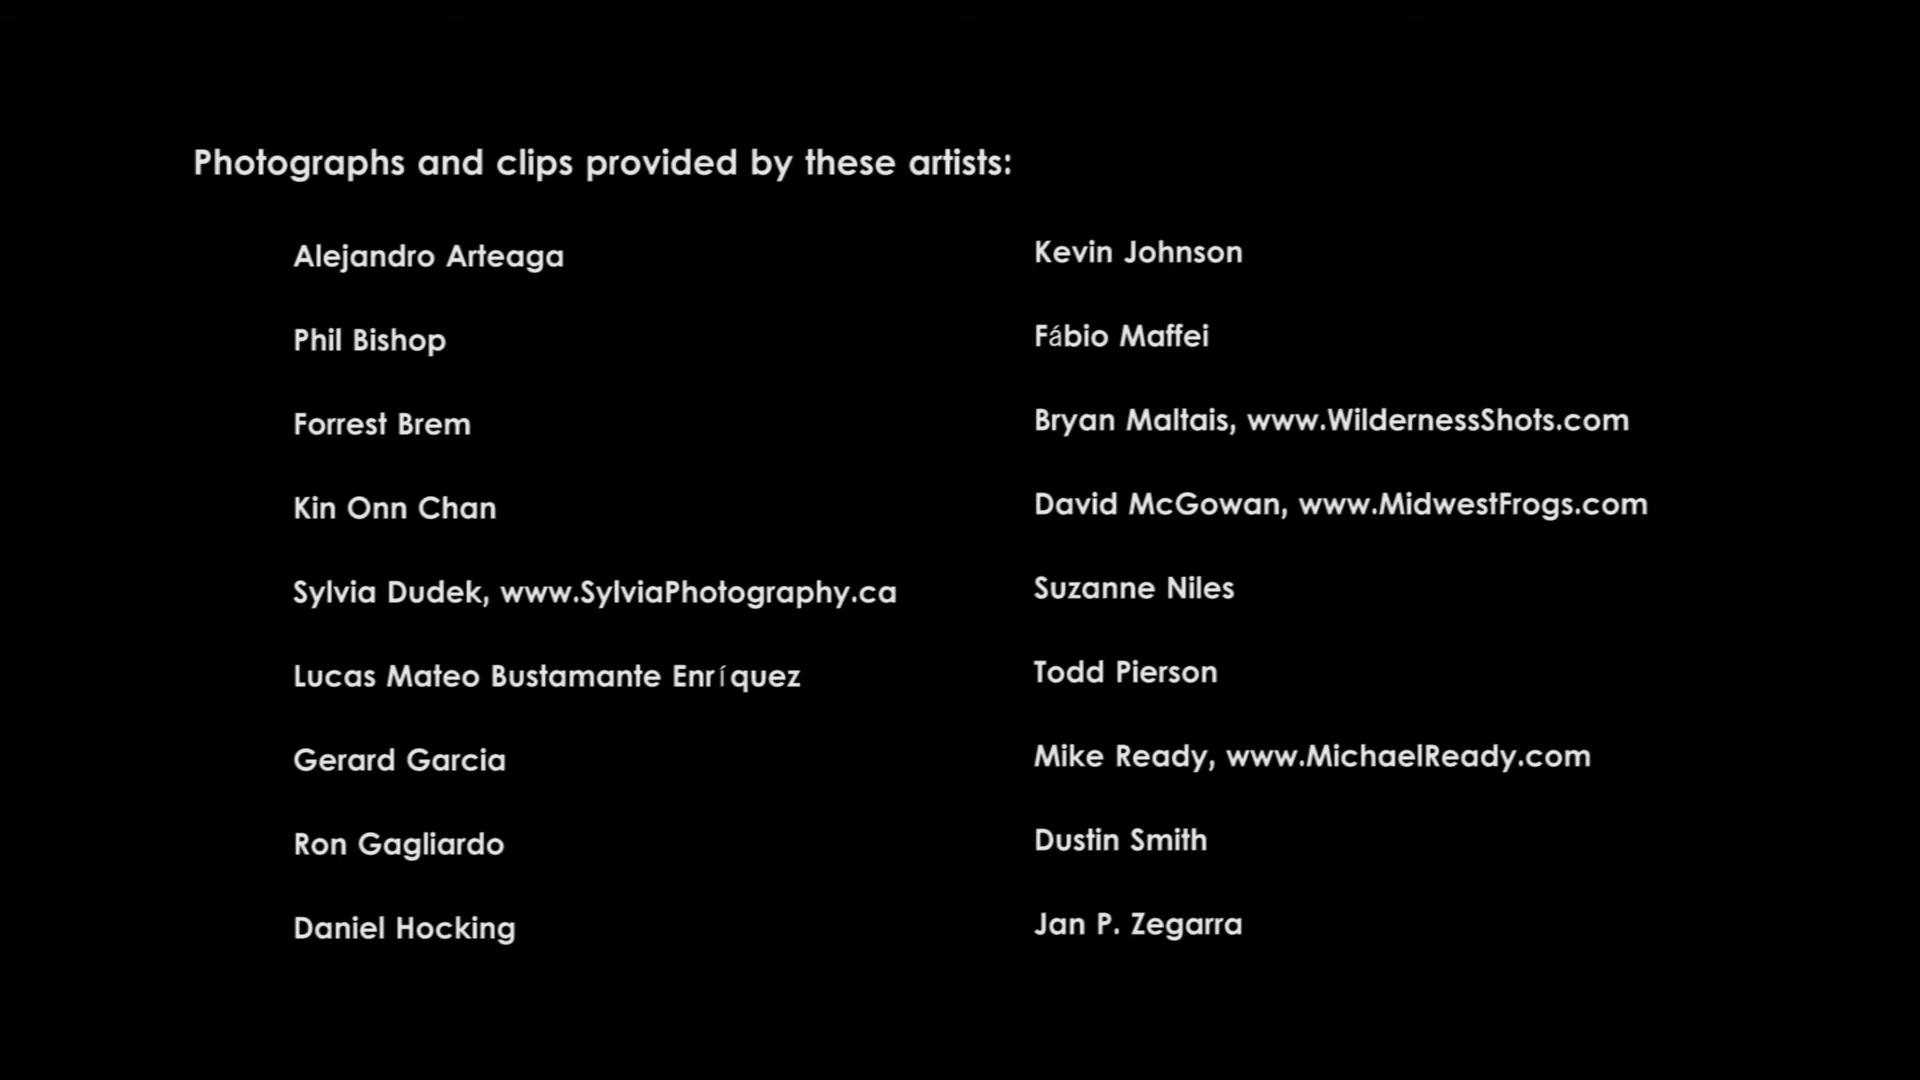 Photographs and clips provided by these artists:
Alejandro Arteaga
Phil Bishop
Forrest Brem
Kin Onn Chan
Sylvia Dudek, www.SylviaPhotography.ca
Lucas Mateo Bustamante Enríquez
Gerard Garcia
Ron Gagliardo
Daniel Hocking
Kevin Johnson
Fábio Maffei
Bryan Maltais, www.WildernessShots.com
David McGowan, www.MidwestFrogs.com
Suzanne Niles
Todd Pierson
Mike Ready, www.MichaelReady.com
Dustin Smith
Jan P. Zegarra